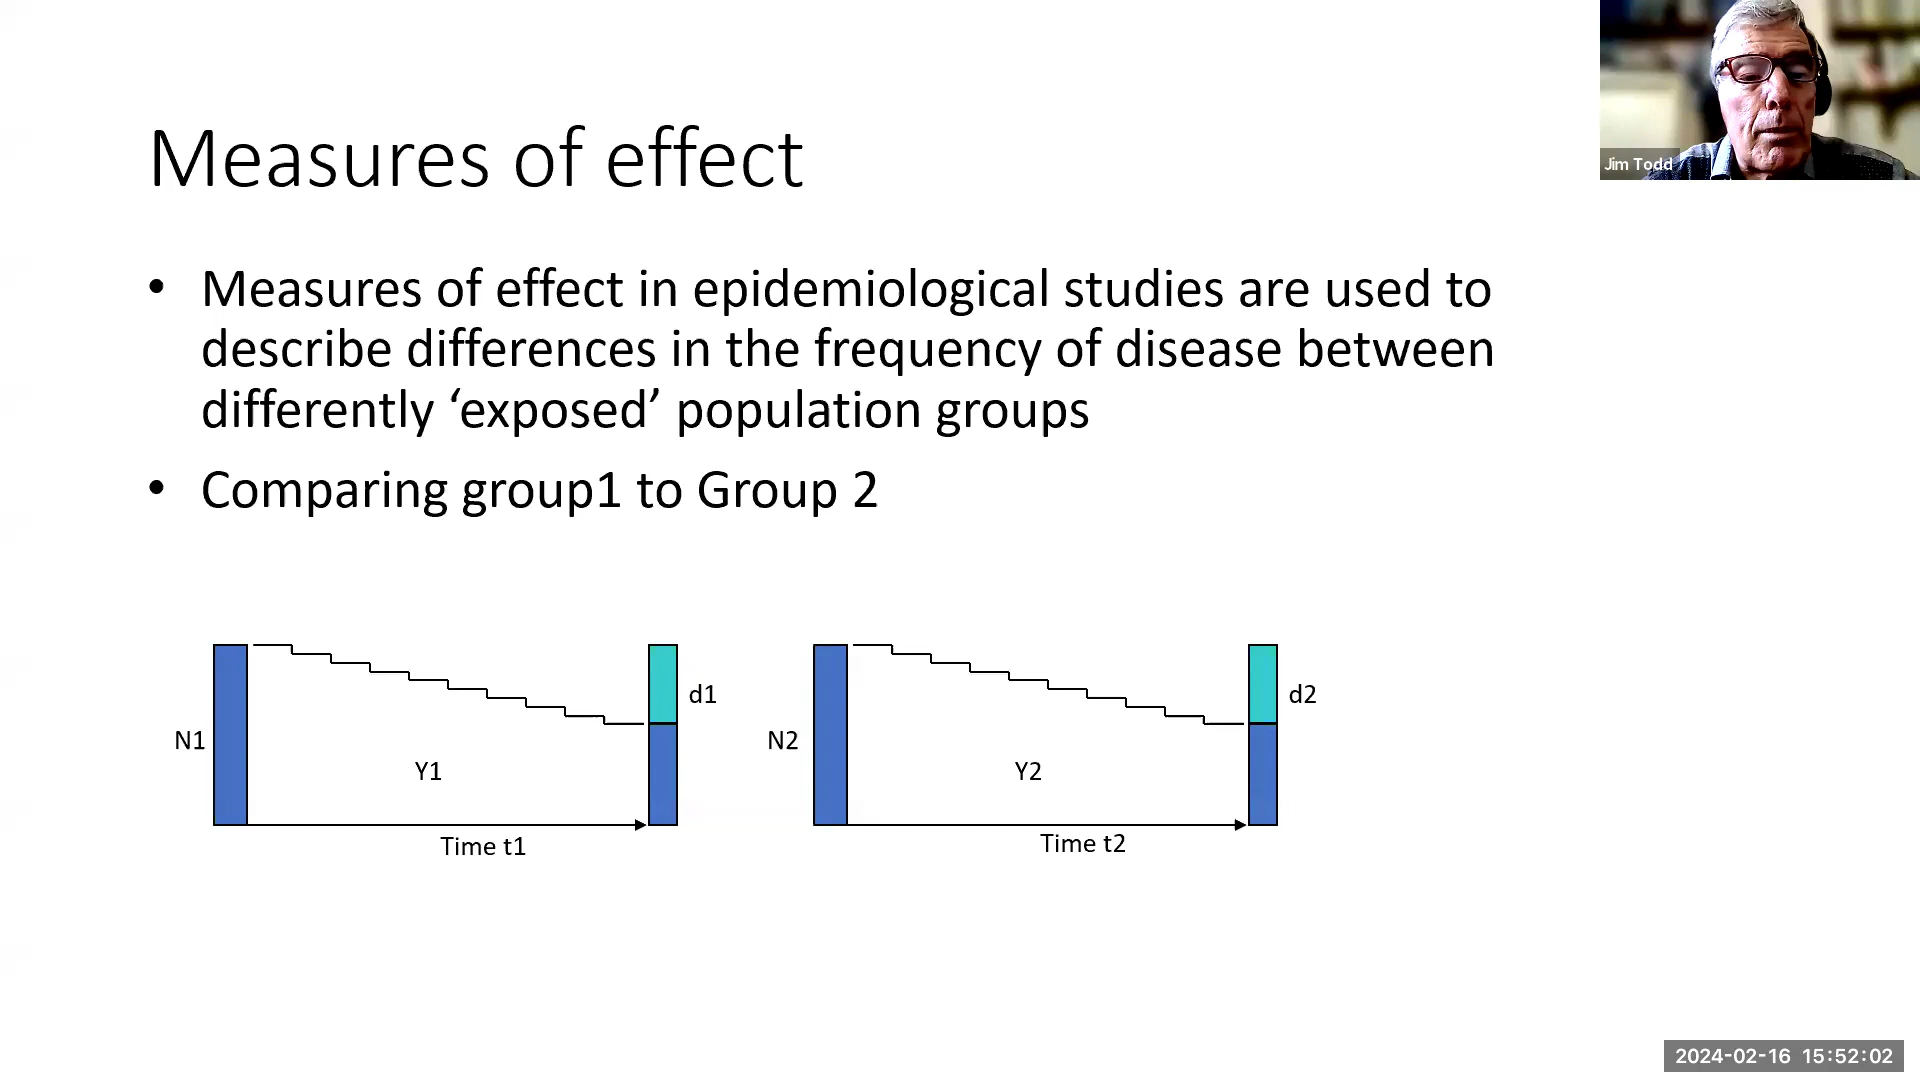 Measures of effect
• Measures of effect in epidemiological studies are used to
describe differences in the frequency of disease between
differently ‘exposed’ population groups
• Comparing group1 to Group 2
N1
Y1
d1
Time t1
N2
Y2
d2
Time t2
Jim Todd
2024-02-16 15:52:02